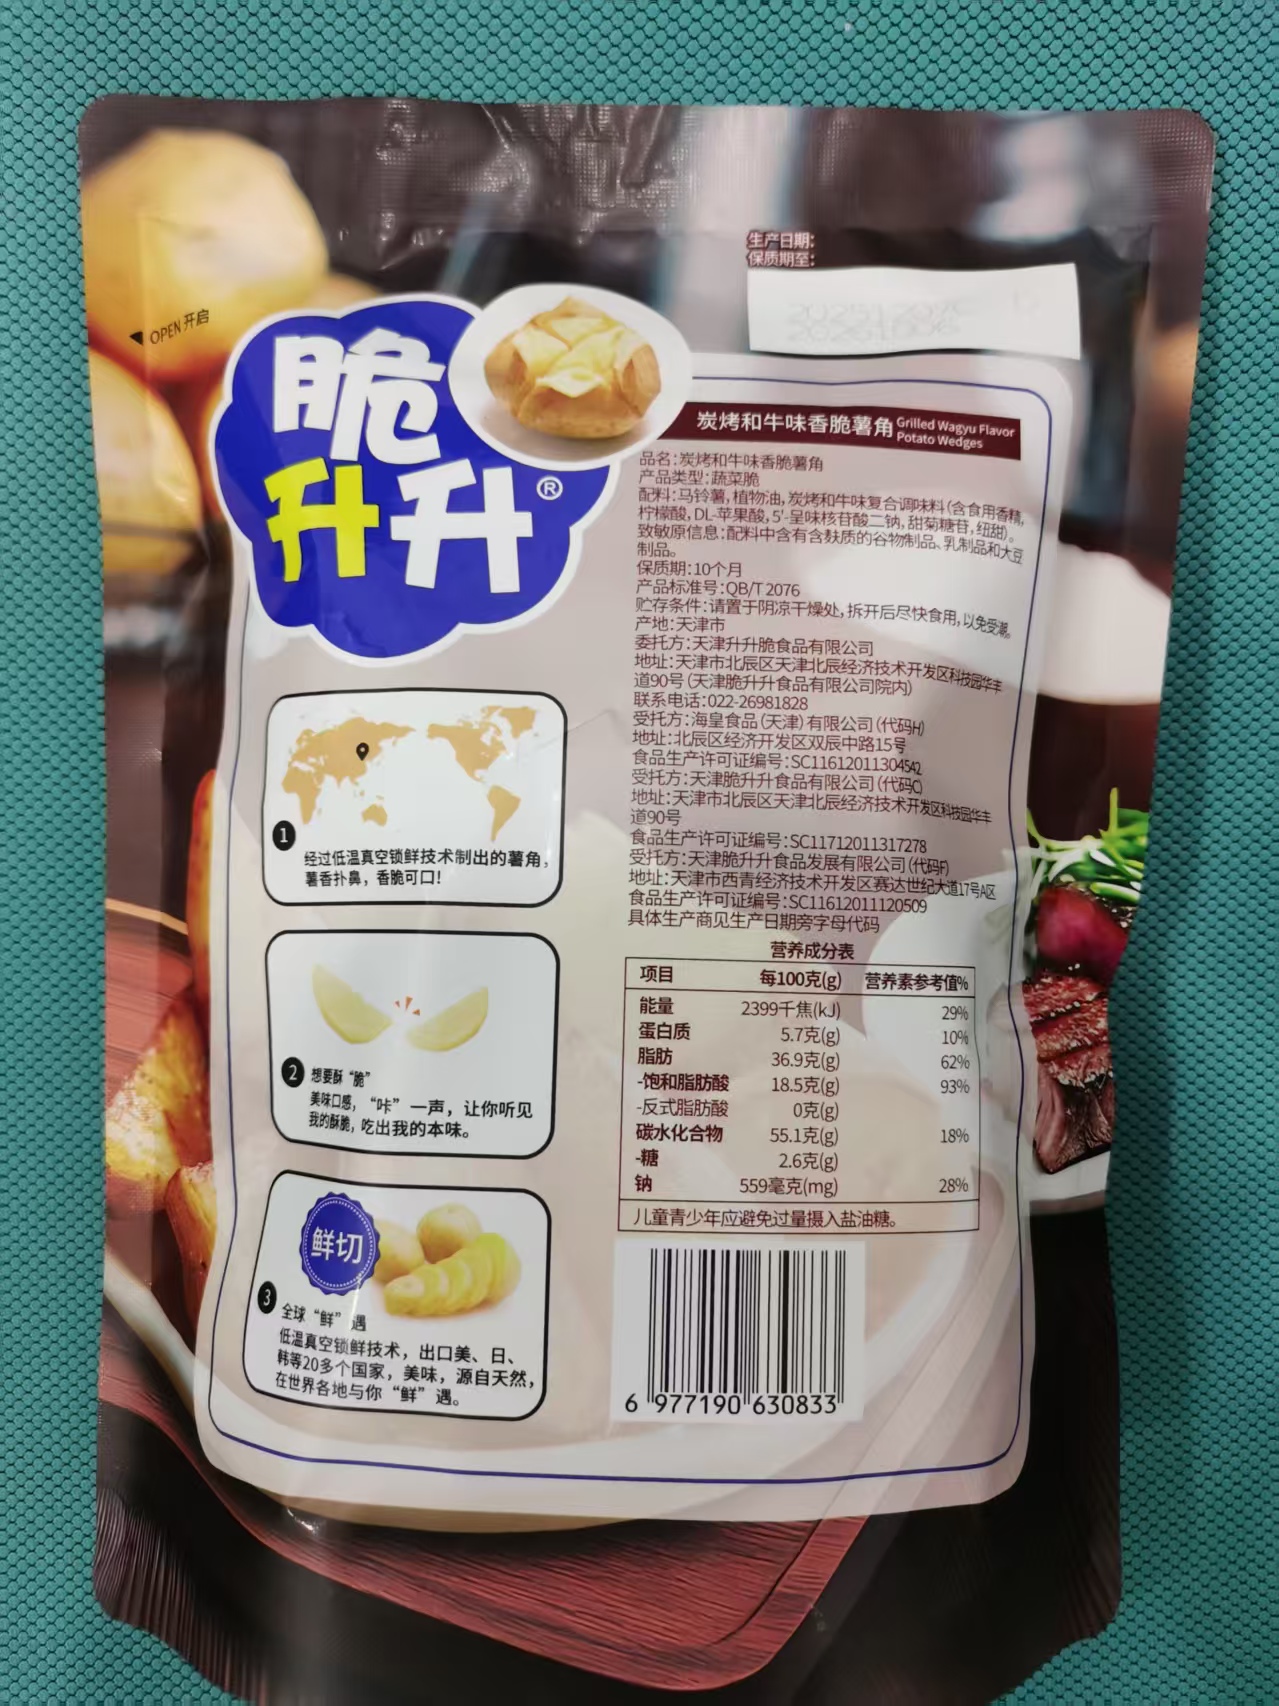 生产日期:
保质期至:
OPEN 开启
脆
升升®
炭烤和牛味香脆薯角 Grilled Wagyu Flavor
Potato Wedges
品名:炭烤和牛味香脆薯角
产品类型:蔬菜脆
配料:马铃薯,植物油,炭烤和牛味复合调味料(含食用香精,
柠檬酸,DL-苹果酸,5'-呈味核苷酸二钠,甜菊糖苷,纽甜)。
致敏原信息:配料中含有含麸质的谷物制品、乳制品和大豆
制品。
保质期:10个月
产品标准号:QB/T 2076
贮存条件:请置于阴凉干燥处,拆开后尽快食用,以免受潮。
产地:天津市
委托方:天津升升脆食品有限公司
地址:天津市北辰区天津北辰经济技术开发区科技园华丰
道90号(天津脆升升食品有限公司院内)
联系电话:022-26981828
受托方:海皇食品(天津)有限公司(代码H)
地址:北辰区经济开发区双辰中路15号
食品生产许可证编号:SC11612011304542
受托方:天津脆升升食品有限公司(代码C)
地址:天津市北辰区天津北辰经济技术开发区科技园华丰
道90号
食品生产许可证编号:SC11712011317278
受托方:天津脆升升食品发展有限公司(代码F)
地址:天津市西青经济技术开发区赛达世纪大道17号A区
食品生产许可证编号:SC11612011120509
具体生产商见生产日期旁字母代码
营养成分表
项目 每100克(g) 营养素参考值%
能量 2399千焦(kJ) 29%
蛋白质 5.7克(g) 10%
脂肪 36.9克(g) 62%
-饱和脂肪酸 18.5克(g) 93%
-反式脂肪酸 0克(g)
碳水化合物 55.1克(g) 18%
-糖 2.6克(g)
钠 559毫克(mg) 28%
儿童青少年应避免过量摄入盐油糖。
6 977190 630833
1
经过低温真空锁鲜技术制出的薯角,
薯香扑鼻,香脆可口!
2 想要酥“脆”
美味口感,“咔”一声,让你听见
我的酥脆,吃出我的本味。
鲜切
3 全球“鲜”遇
低温真空锁鲜技术,出口美、日、
韩等20多个国家,美味,源自天然,
在世界各地与你“鲜”遇。